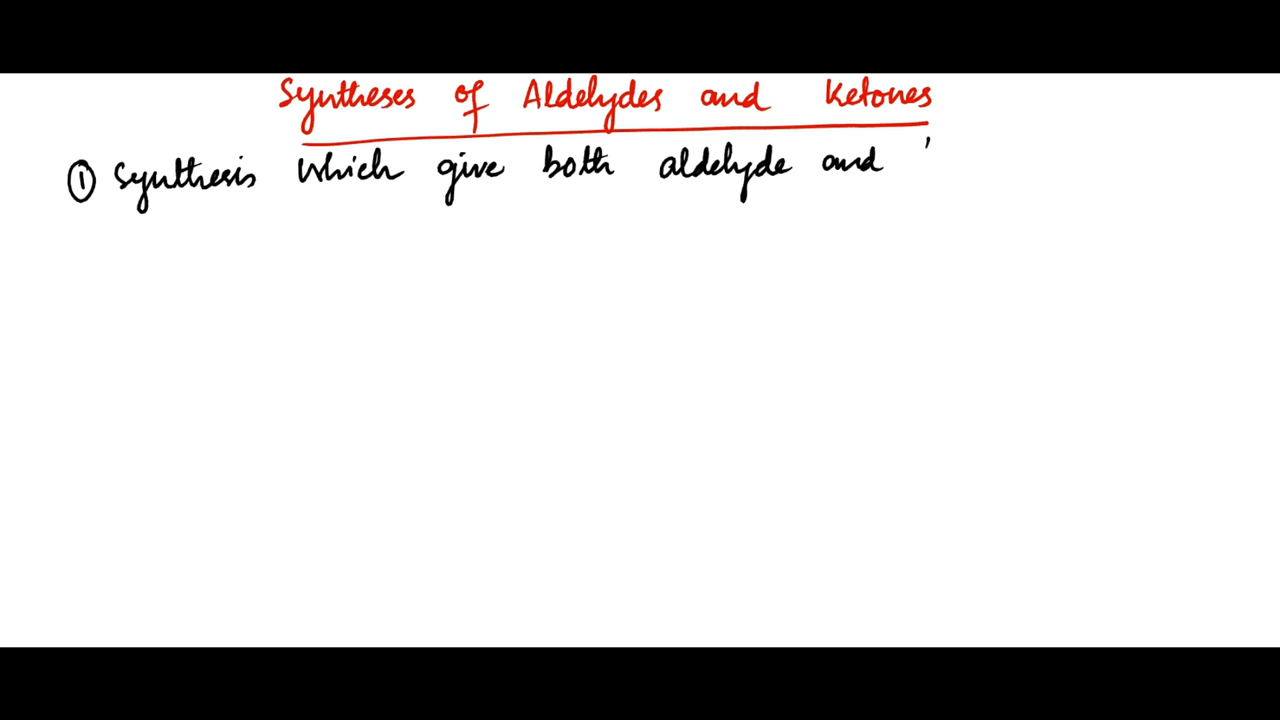 Syntheses of Aldehydes and Ketones
① Synthesis which give both aldehyde and